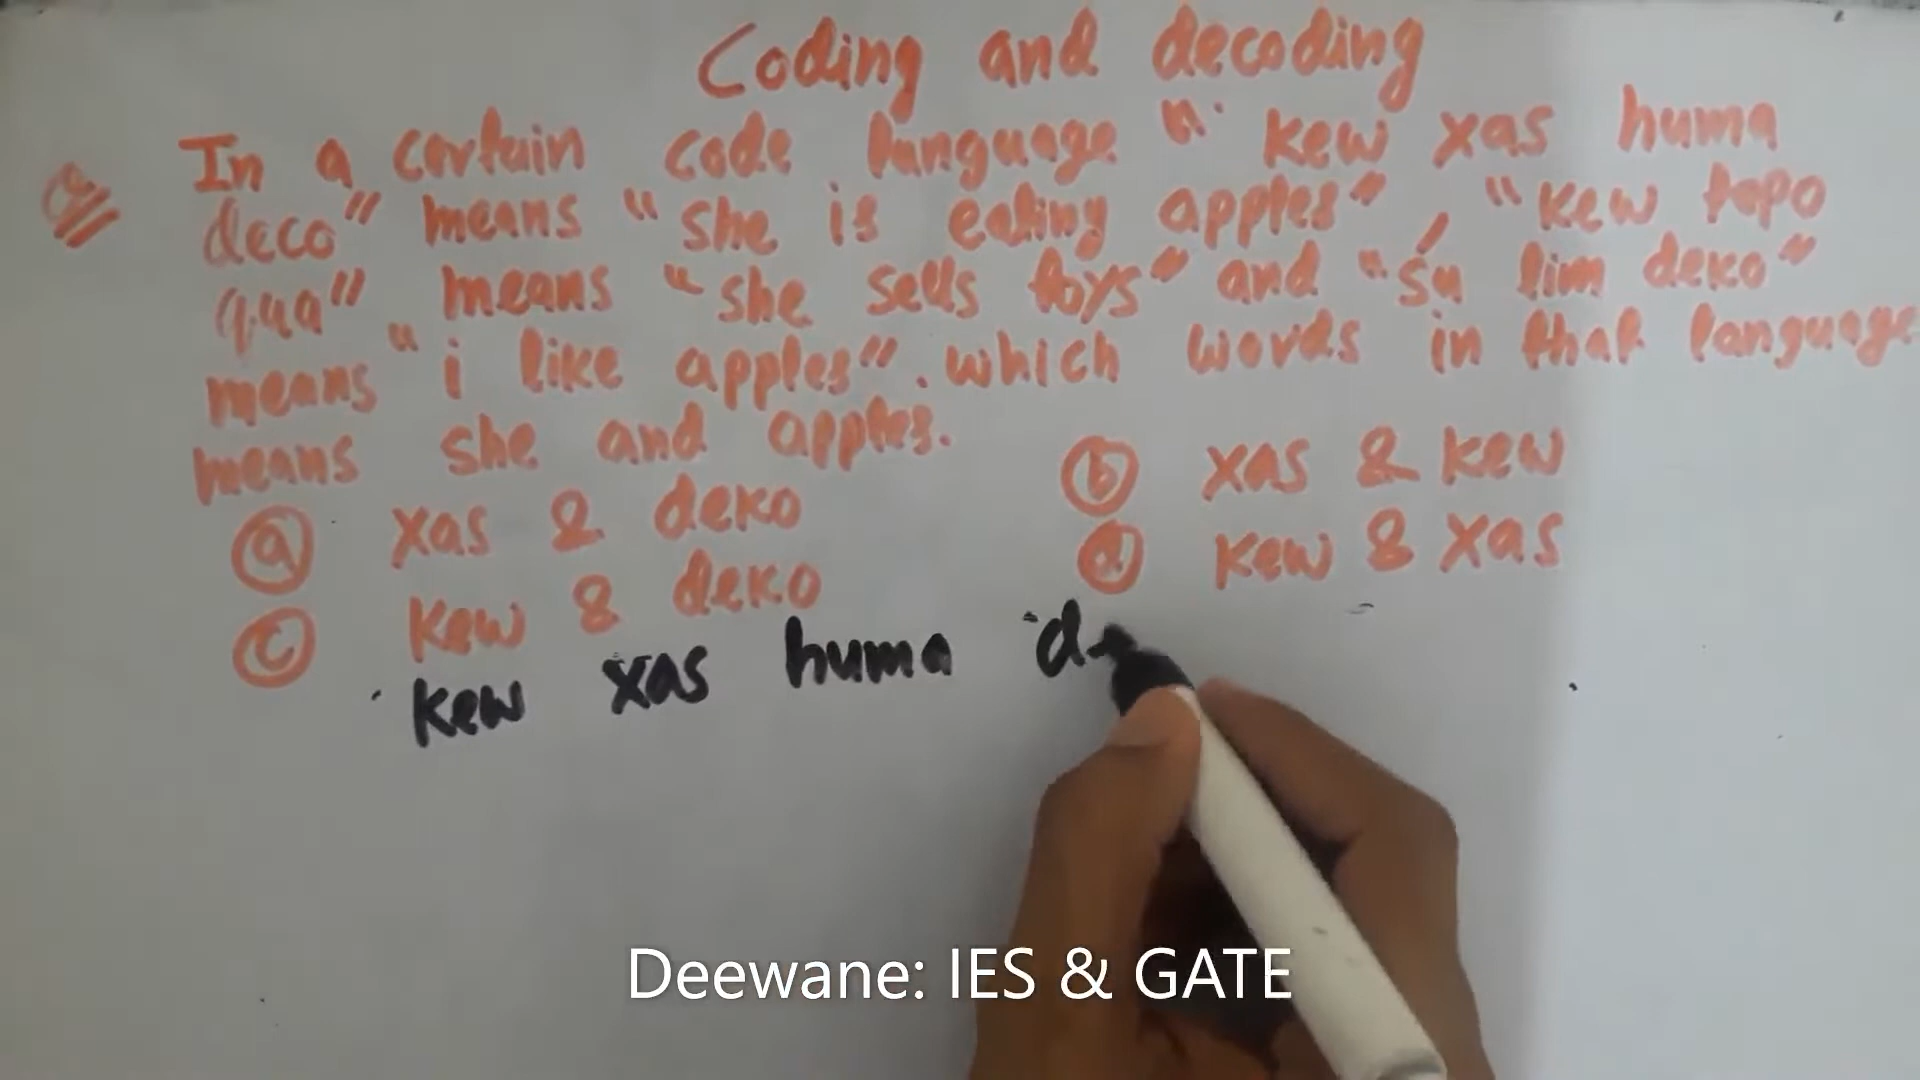 Coding and decoding
Q In a certain code language " kew xas huma
deco" means "she is eating apples", "kew topo
qua" means "she sells toys" and "su lim deko"
means "i like apples". which words in that language
means she and apples.
(a) xas & deko (b) xas & kew
(c) kew & deko (d) kew & xas
kew xas huma de
Deewane: IES & GATE